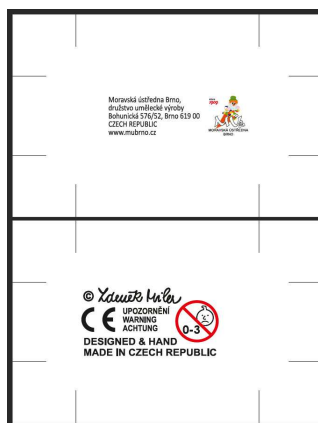 Moravská ústředna Brno,
družstvo umělecké výroby
Bohunická 576/52, Brno 619 00
CZECH REPUBLIC
www.mubrno.cz
MORAVSKÁ ÚSTŘEDNA
BRNO
© Zdeněk Miler
CE
UPOZORNĚNÍ
WARNING
ACHTUNG
0-3
DESIGNED & HAND
MADE IN CZECH REPUBLIC